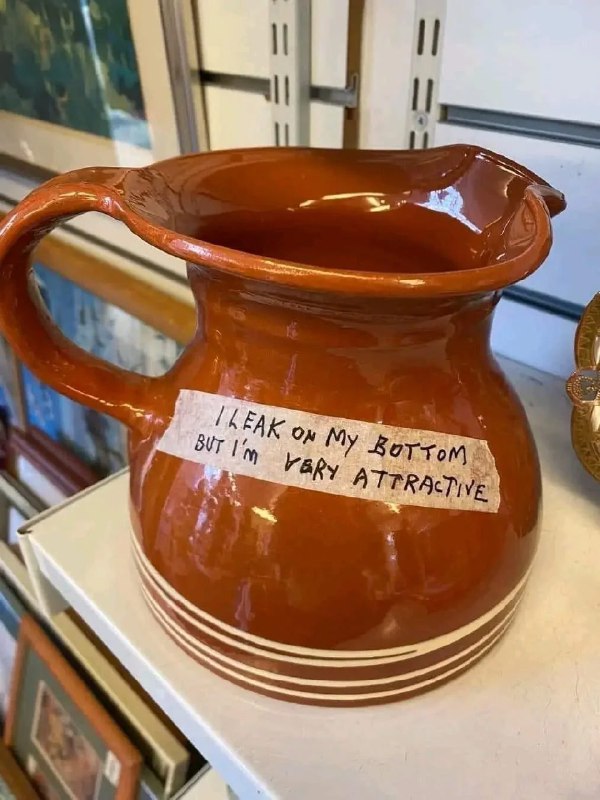 I LEAK ON MY BOTTOM
BUT I'M VERY ATTRACTIVE